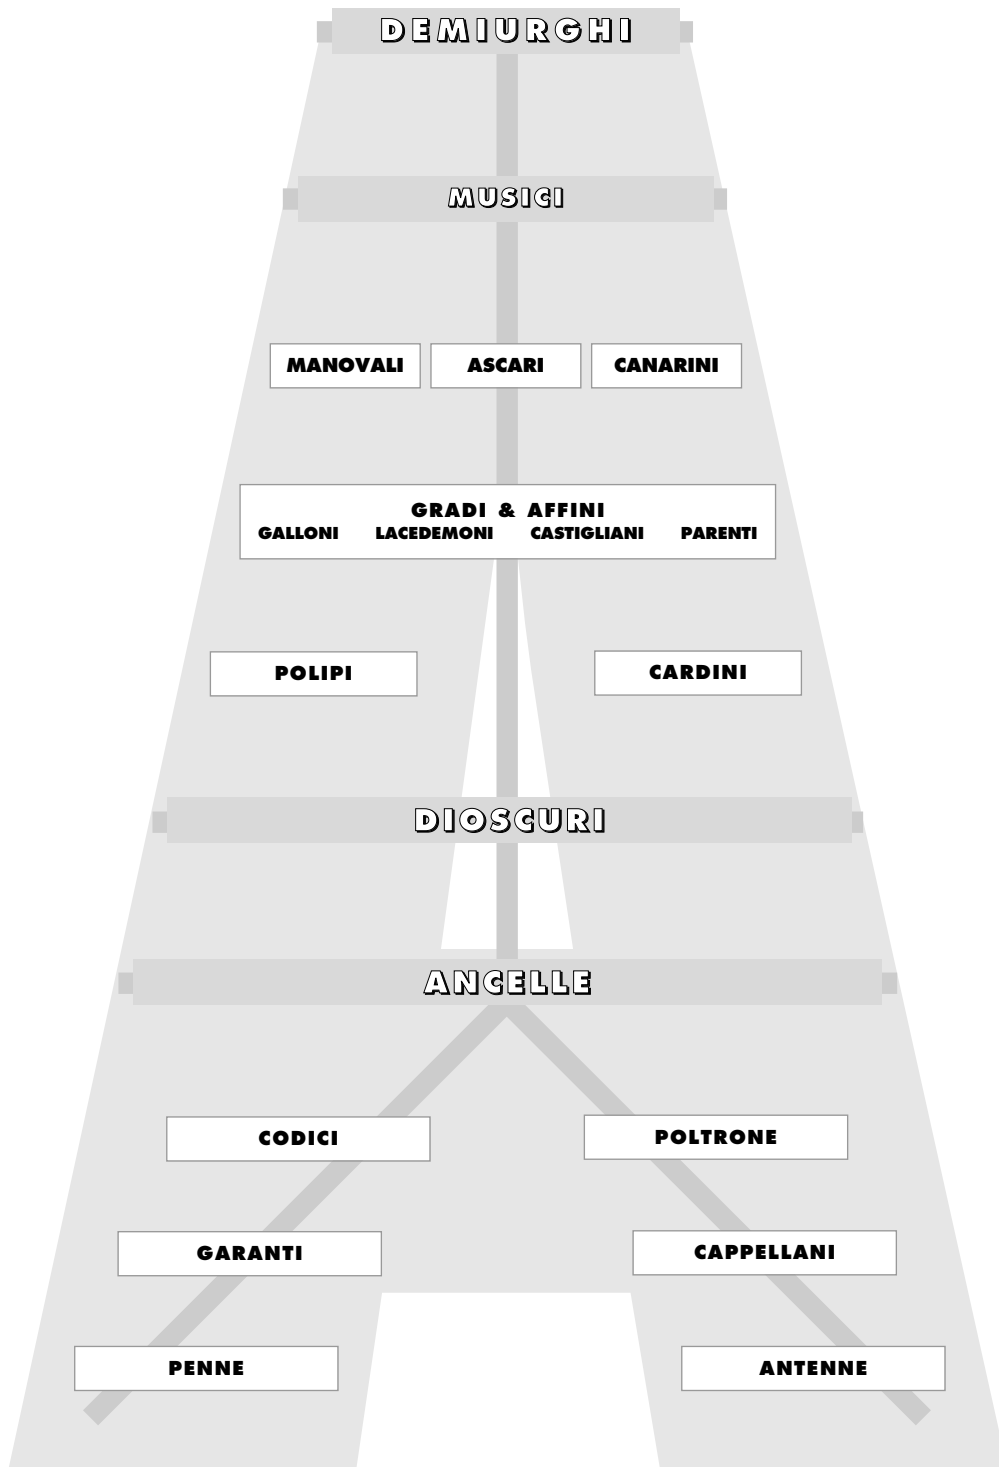 DEMIURGHI
MUSICI
MANOVALI ASCARI CANARINI
GRADI & AFFINI
GALLONI LACEDEMONI CASTIGLIANI PARENTI
POLIPI CARDINI
DIOSCURI
ANCELLE
CODICI POLTRONE
GARANTI CAPPELLANI
PENNE ANTENNE